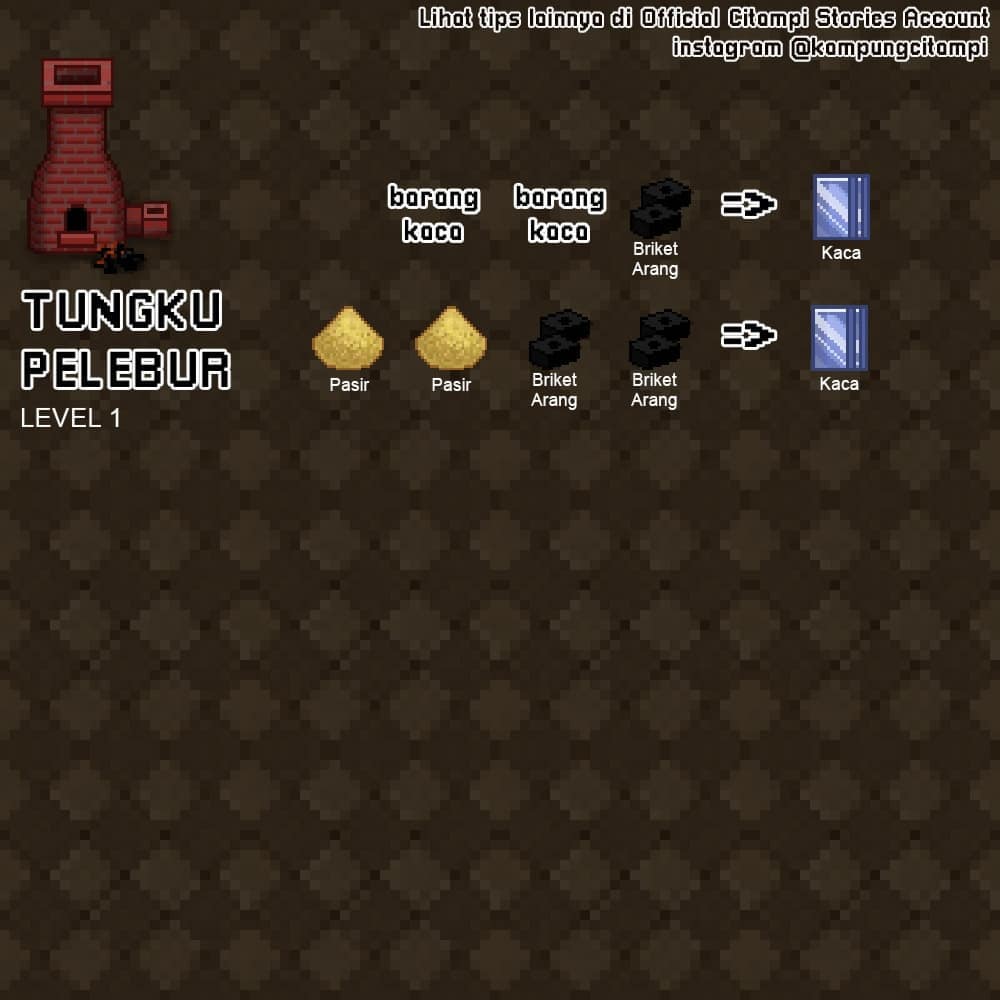 Lihat tips lainnya di Official Citampi Stories Account
instagram @kampungcitampi
barang kaca
barang kaca
Briket Arang
=>
Kaca
TUNGKU
PELEBUR
LEVEL 1
Pasir
Pasir
Briket Arang
Briket Arang
=>
Kaca